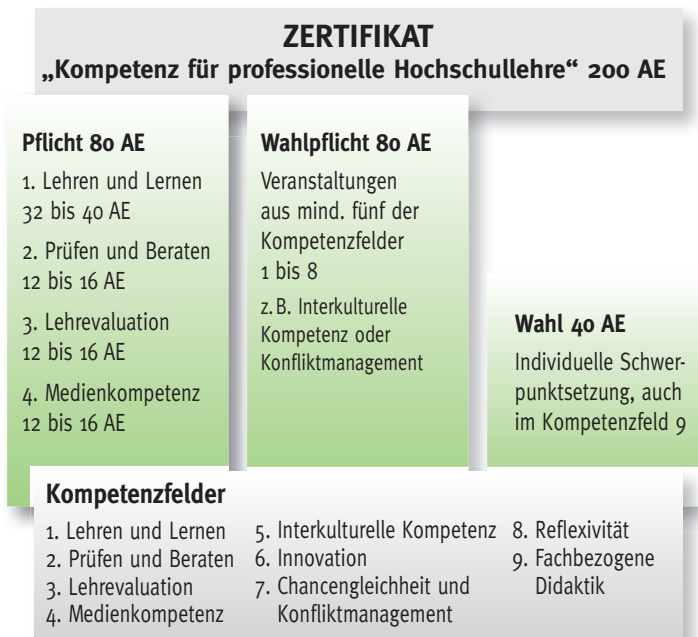 ZERTIFIKAT
„Kompetenz für professionelle Hochschullehre“ 200 AE
Pflicht 80 AE
1. Lehren und Lernen
32 bis 40 AE
2. Prüfen und Beraten
12 bis 16 AE
3. Lehrevaluation
12 bis 16 AE
4. Medienkompetenz
12 bis 16 AE
Wahlpflicht 80 AE
Veranstaltungen
aus mind. fünf der
Kompetenzfelder
1 bis 8
z.B. Interkulturelle
Kompetenz oder
Konfliktmanagement
Wahl 40 AE
Individuelle Schwer-
punktsetzung, auch
im Kompetenzfeld 9
Kompetenzfelder
1. Lehren und Lernen
2. Prüfen und Beraten
3. Lehrevaluation
4. Medienkompetenz
5. Interkulturelle Kompetenz
6. Innovation
7. Chancengleichheit und
Konfliktmanagement
8. Reflexivität
9. Fachbezogene
Didaktik